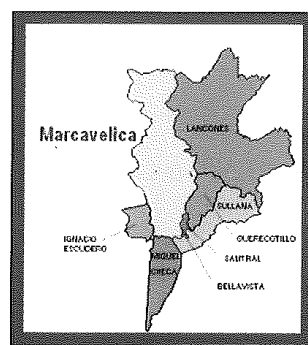 LANCONES
Marcavelica
SULLANA
IGNACIO
ESCUDERO
QUERECOTILLO
MIGUEL
CHECA
SALITRAL
BELLAVISTA